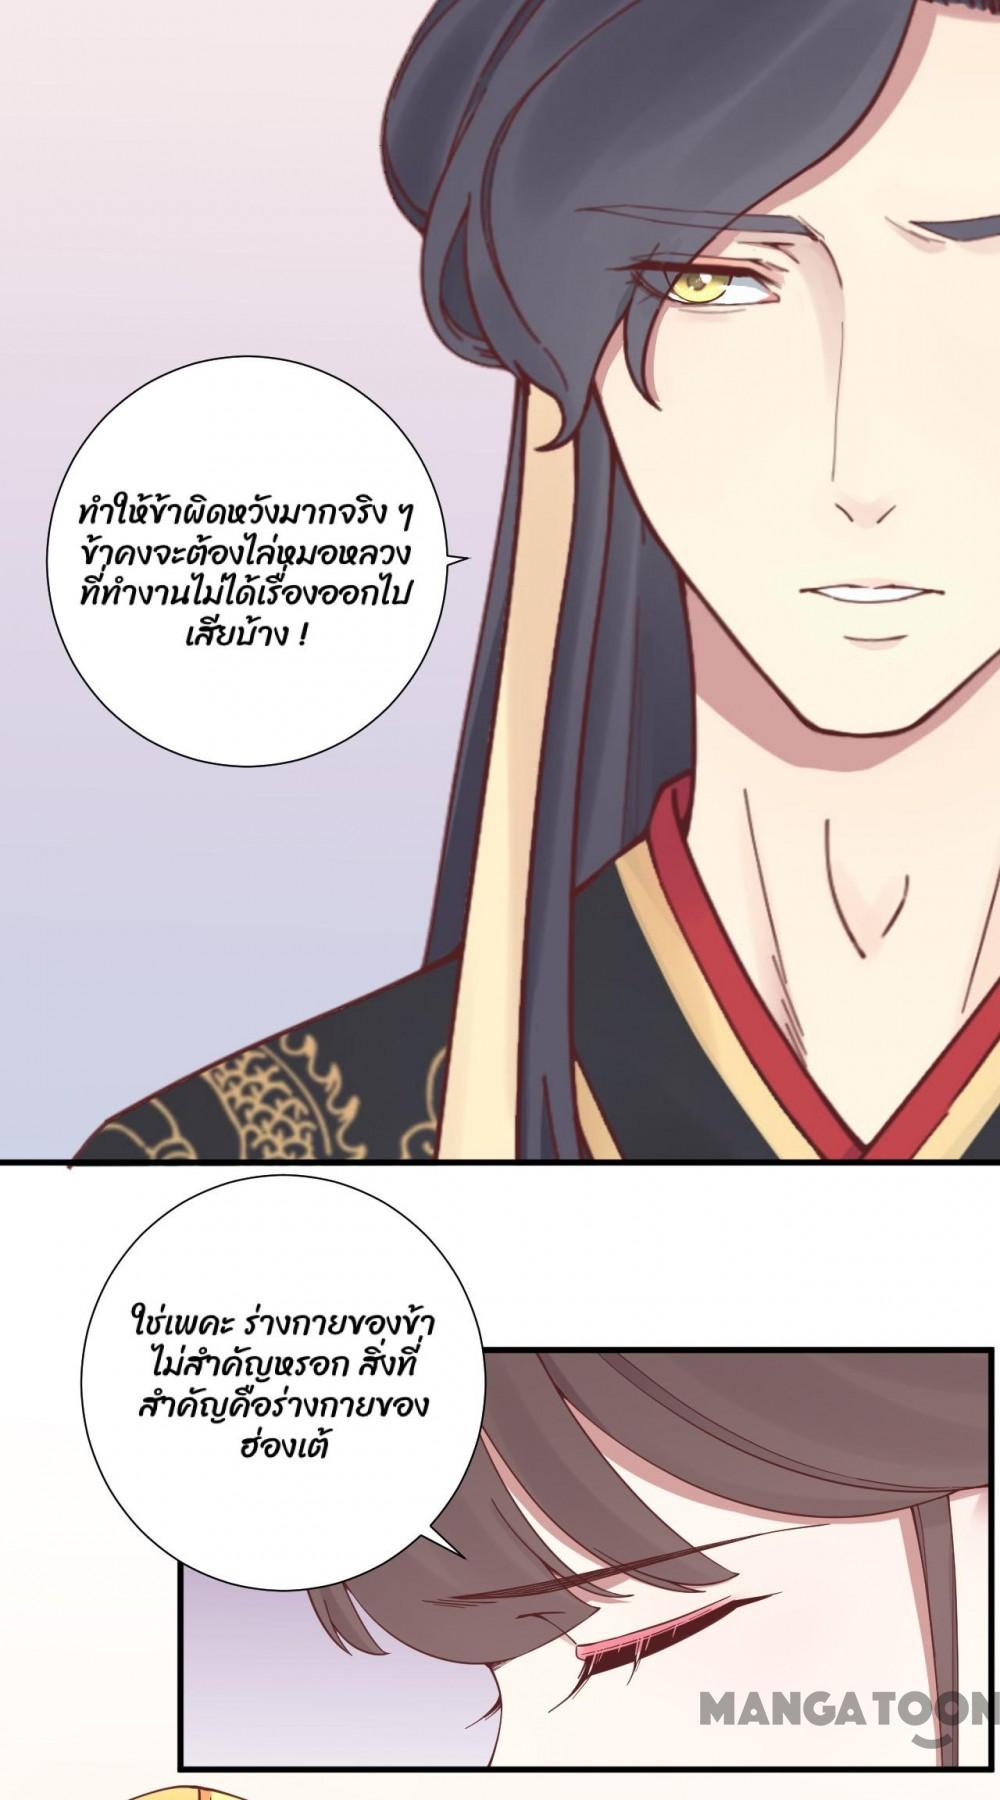 ทำให้ข้าผิดหวังมากจริง ๆ
ข้าคงจะต้องไล่หมอหลวง
ที่ทำงานไม่ได้เรื่องออกไป
เสียบ้าง !
ใช่เพคะ ร่างกายของข้า
ไม่สำคัญหรอก สิ่งที่
สำคัญคือร่างกายของ
ฮ่องเต้
MANGATOON